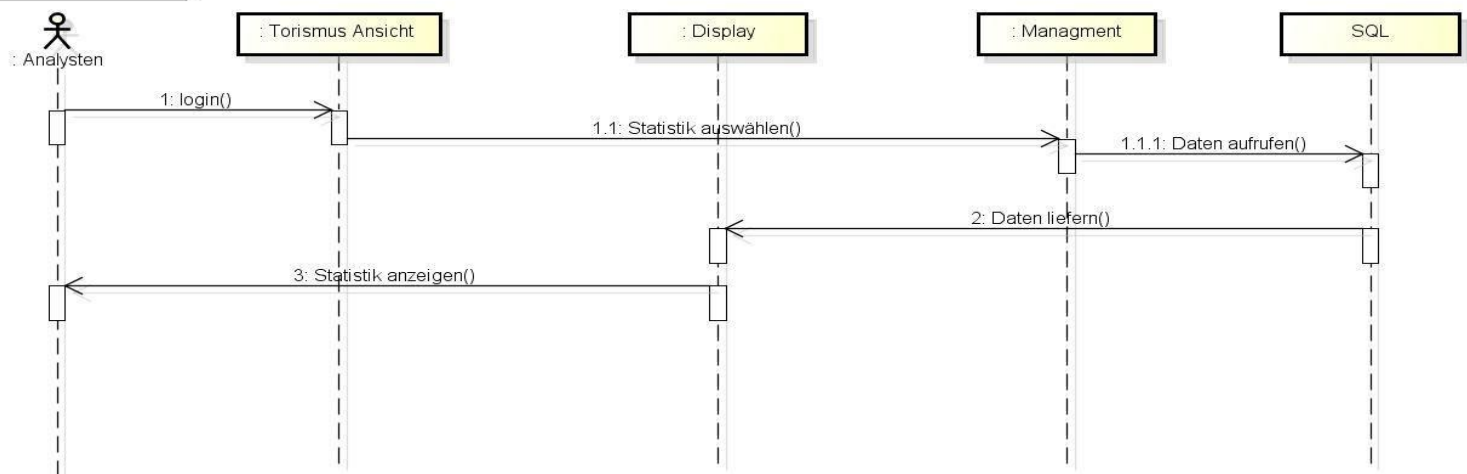 : Analysten
: Torismus Ansicht
: Display
: Managment
SQL
1: login()
1.1: Statistik auswählen()
1.1.1: Daten aufrufen()
2: Daten liefern()
3: Statistik anzeigen()